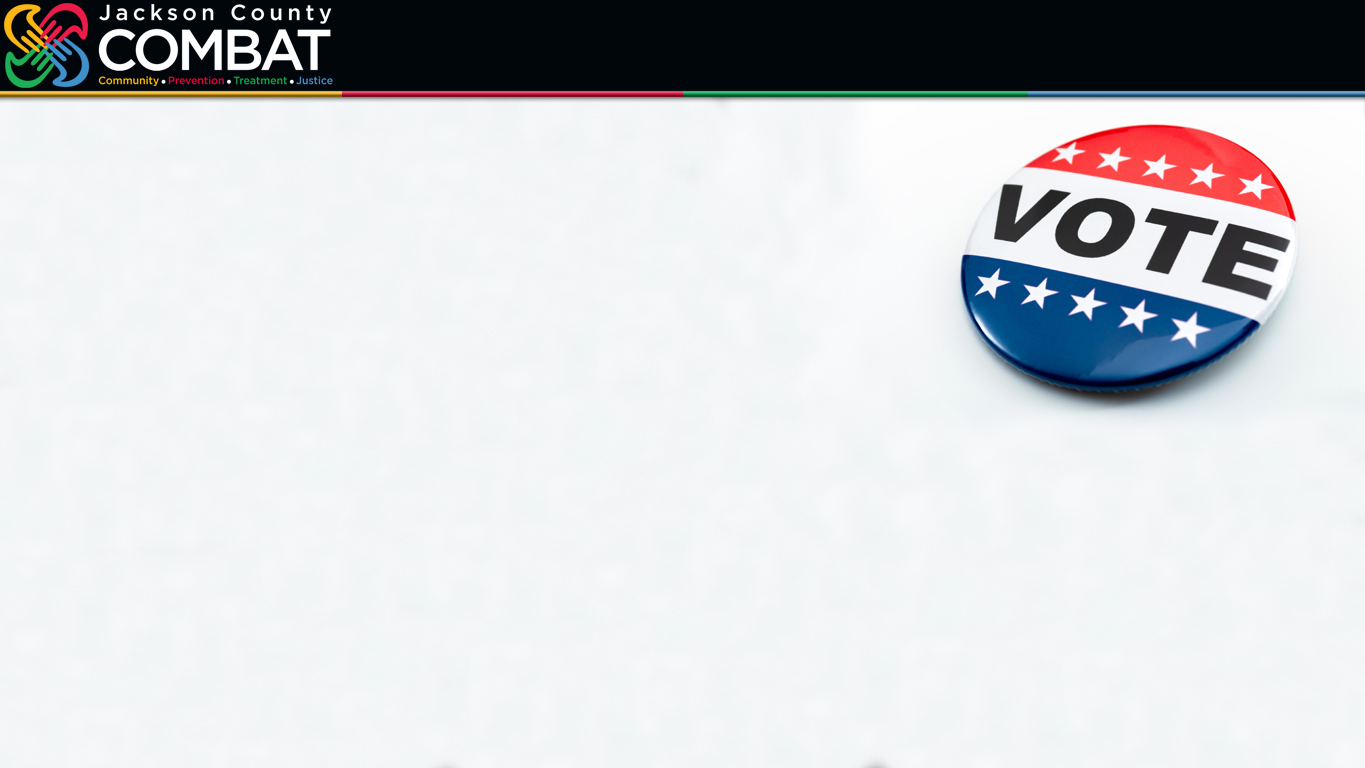 Jackson County
COMBAT
Community • Prevention • Treatment • Justice
VOTE